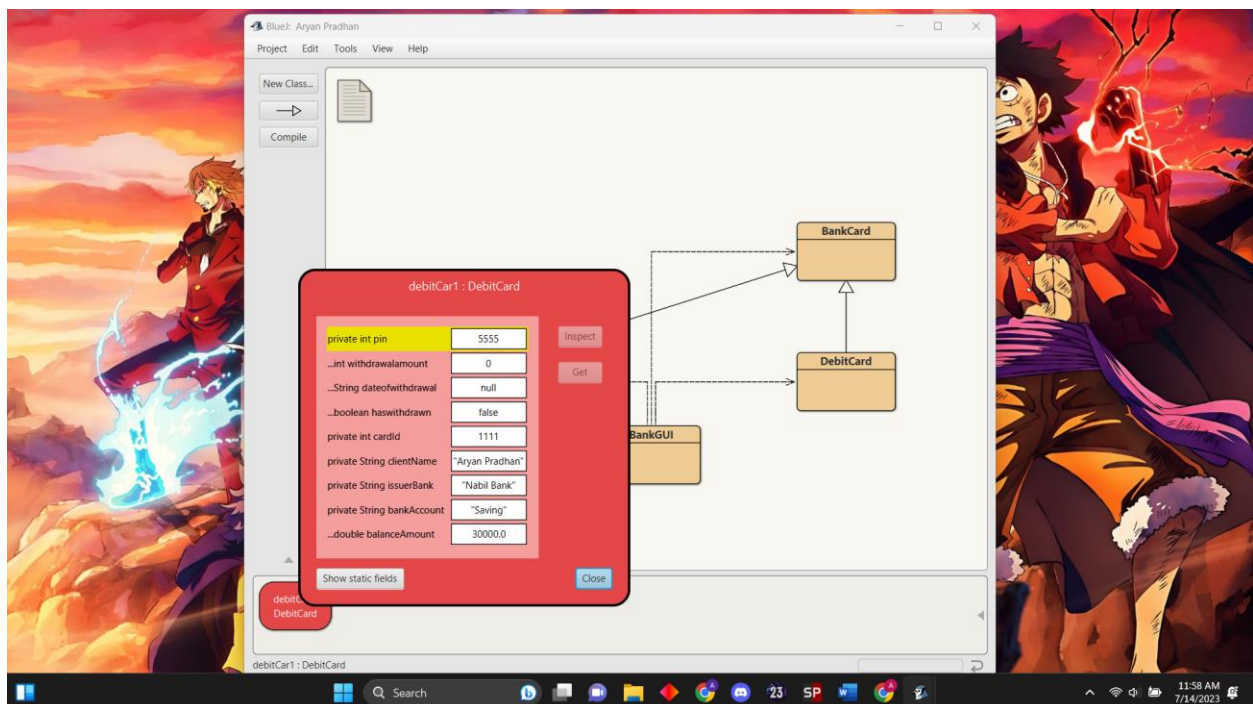 BlueJ: Aryan Pradhan
Project Edit Tools View Help
New Class...
Compile
BankCard
DebitCard
BankGUI
debitCar1 : DebitCard
private int pin 5555
...int withdrawalamount 0
...String dateofwithdrawal null
...boolean haswithdrawn false
private int cardId 1111
private String clientName "Aryan Pradhan"
private String issuerBank "Nabil Bank"
private String bankAccount "Saving"
...double balanceAmount 30000.0
Inspect
Get
Show static fields
Close
DebitCard
debitCar1 : DebitCard
Search
23
SP
11:58 AM
7/14/2023